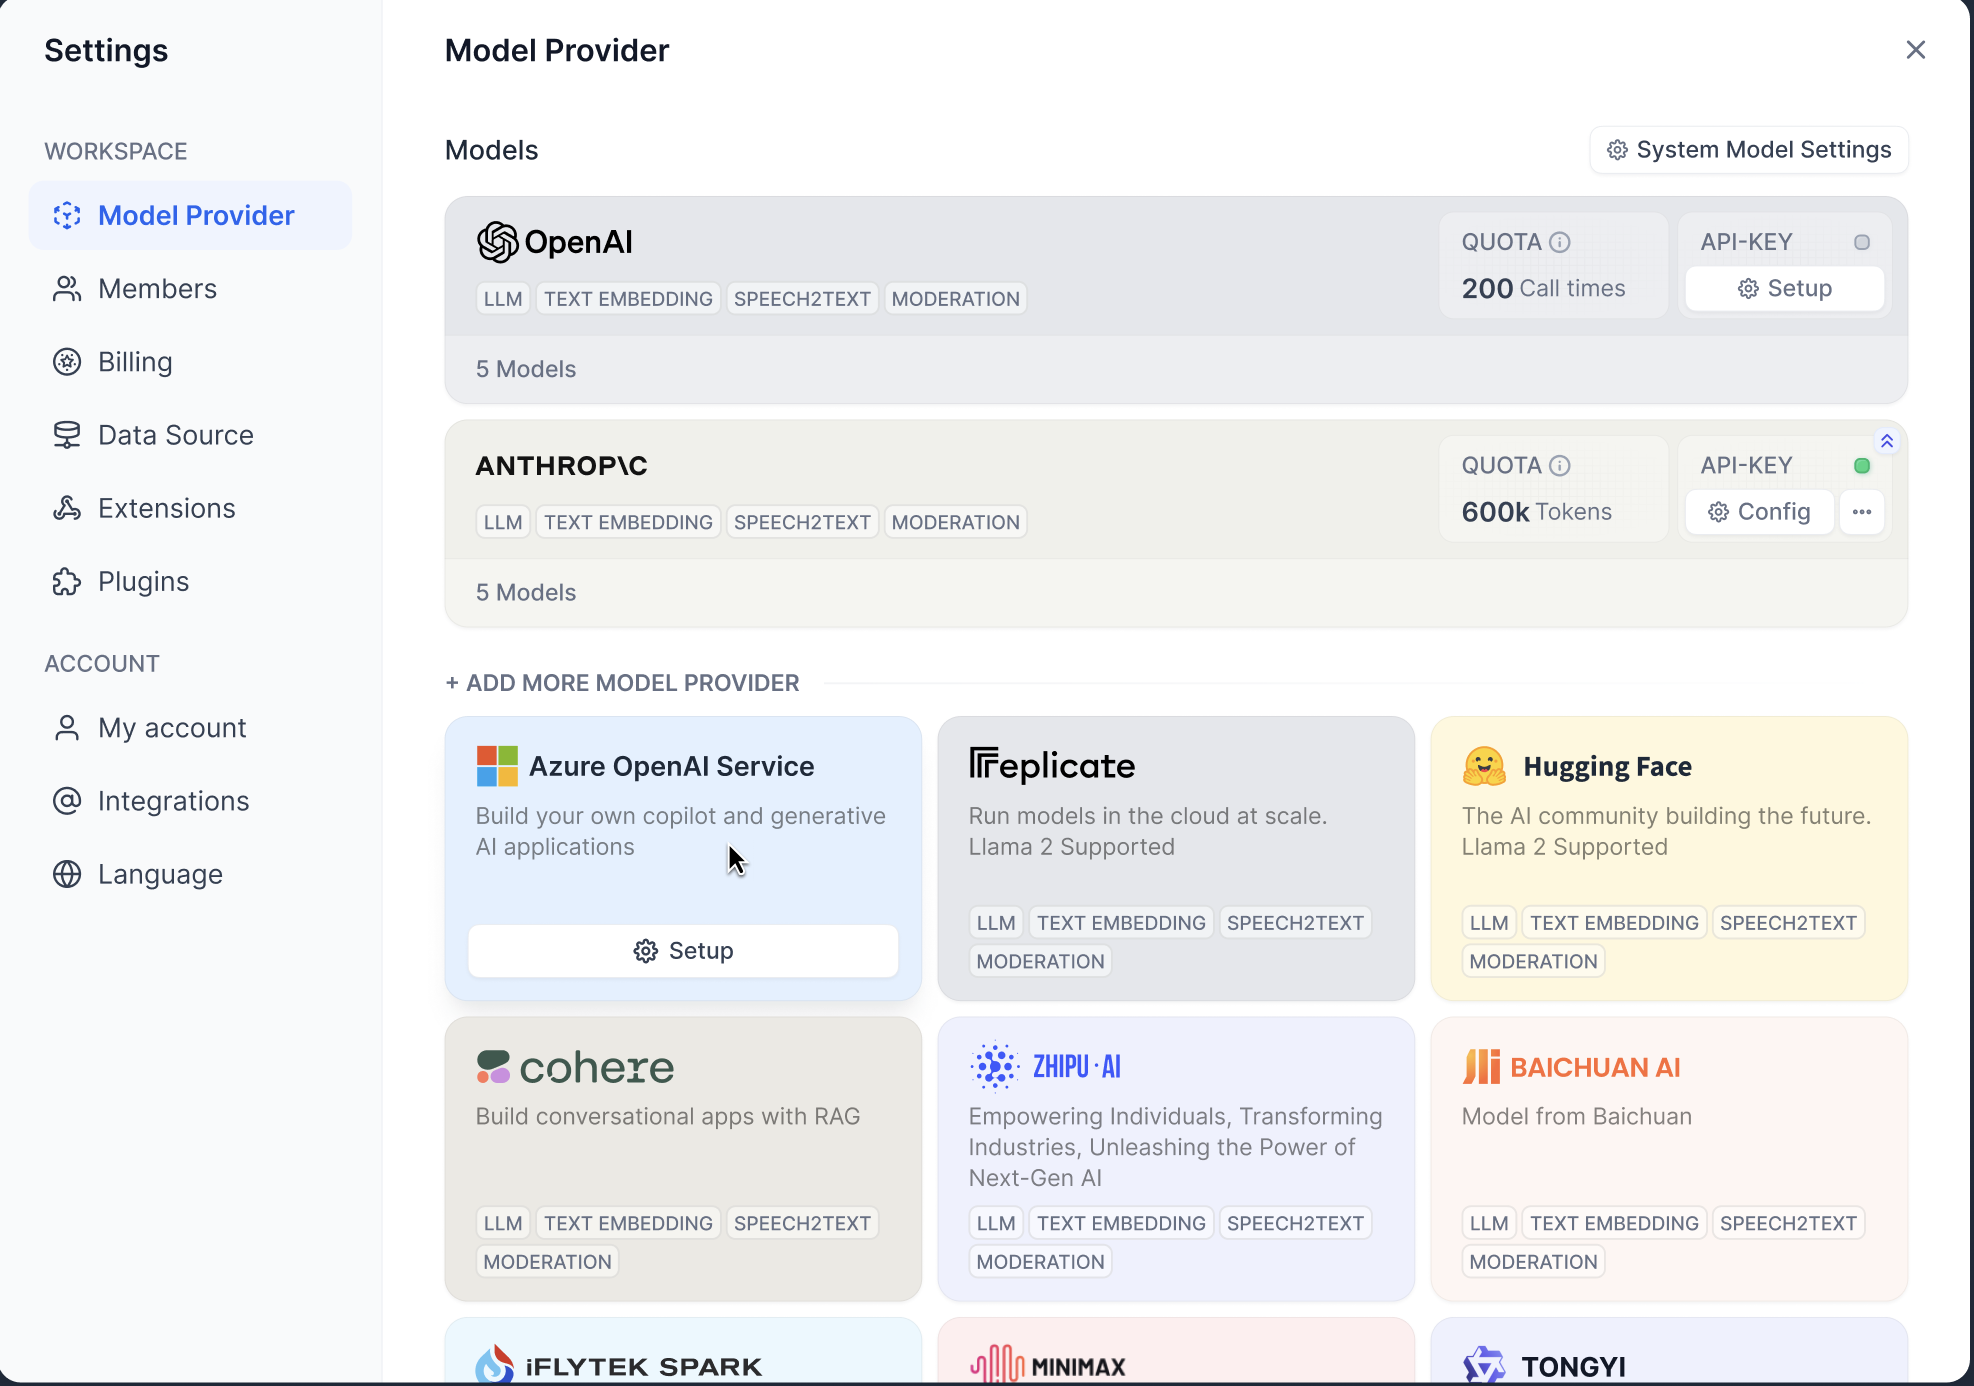 Settings
WORKSPACE
Model Provider
Members
Billing
Data Source
Extensions
Plugins
ACCOUNT
My account
Integrations
Language
Model Provider
Models
System Model Settings
OpenAI
LLM TEXT EMBEDDING SPEECH2TEXT MODERATION
QUOTA
200 Call times
API-KEY
Setup
5 Models
ANTHROP\C
LLM TEXT EMBEDDING SPEECH2TEXT MODERATION
QUOTA
600k Tokens
API-KEY
Config
5 Models
+ ADD MORE MODEL PROVIDER
Azure OpenAI Service
Build your own copilot and generative
AI applications
Setup
Replicate
Run models in the cloud at scale.
Llama 2 Supported
LLM TEXT EMBEDDING SPEECH2TEXT
MODERATION
Hugging Face
The AI community building the future.
Llama 2 Supported
LLM TEXT EMBEDDING SPEECH2TEXT
MODERATION
cohere
Build conversational apps with RAG
LLM TEXT EMBEDDING SPEECH2TEXT
MODERATION
ZHIPU·AI
Empowering Individuals, Transforming
Industries, Unleashing the Power of
Next-Gen AI
LLM TEXT EMBEDDING SPEECH2TEXT
MODERATION
BAICHUAN AI
Model from Baichuan
LLM TEXT EMBEDDING SPEECH2TEXT
MODERATION
iFLYTEK SPARK
MINIMAX
TONGYI